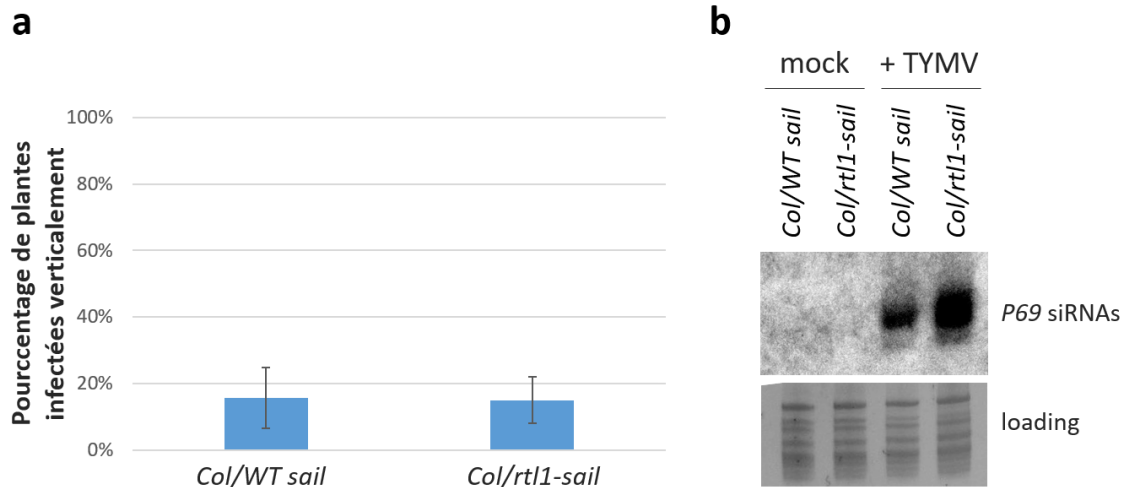 a
Pourccentage de plantes
infectées verticalement
100%
80%
60%
40%
20%
0%
Col/WT sail
Col/rtl1-sail
b
mock
+ TYMV
Col/WT sail
Col/rtl1-sail
Col/WT sail
Col/rtl1-sail
P69 siRNAs
loading